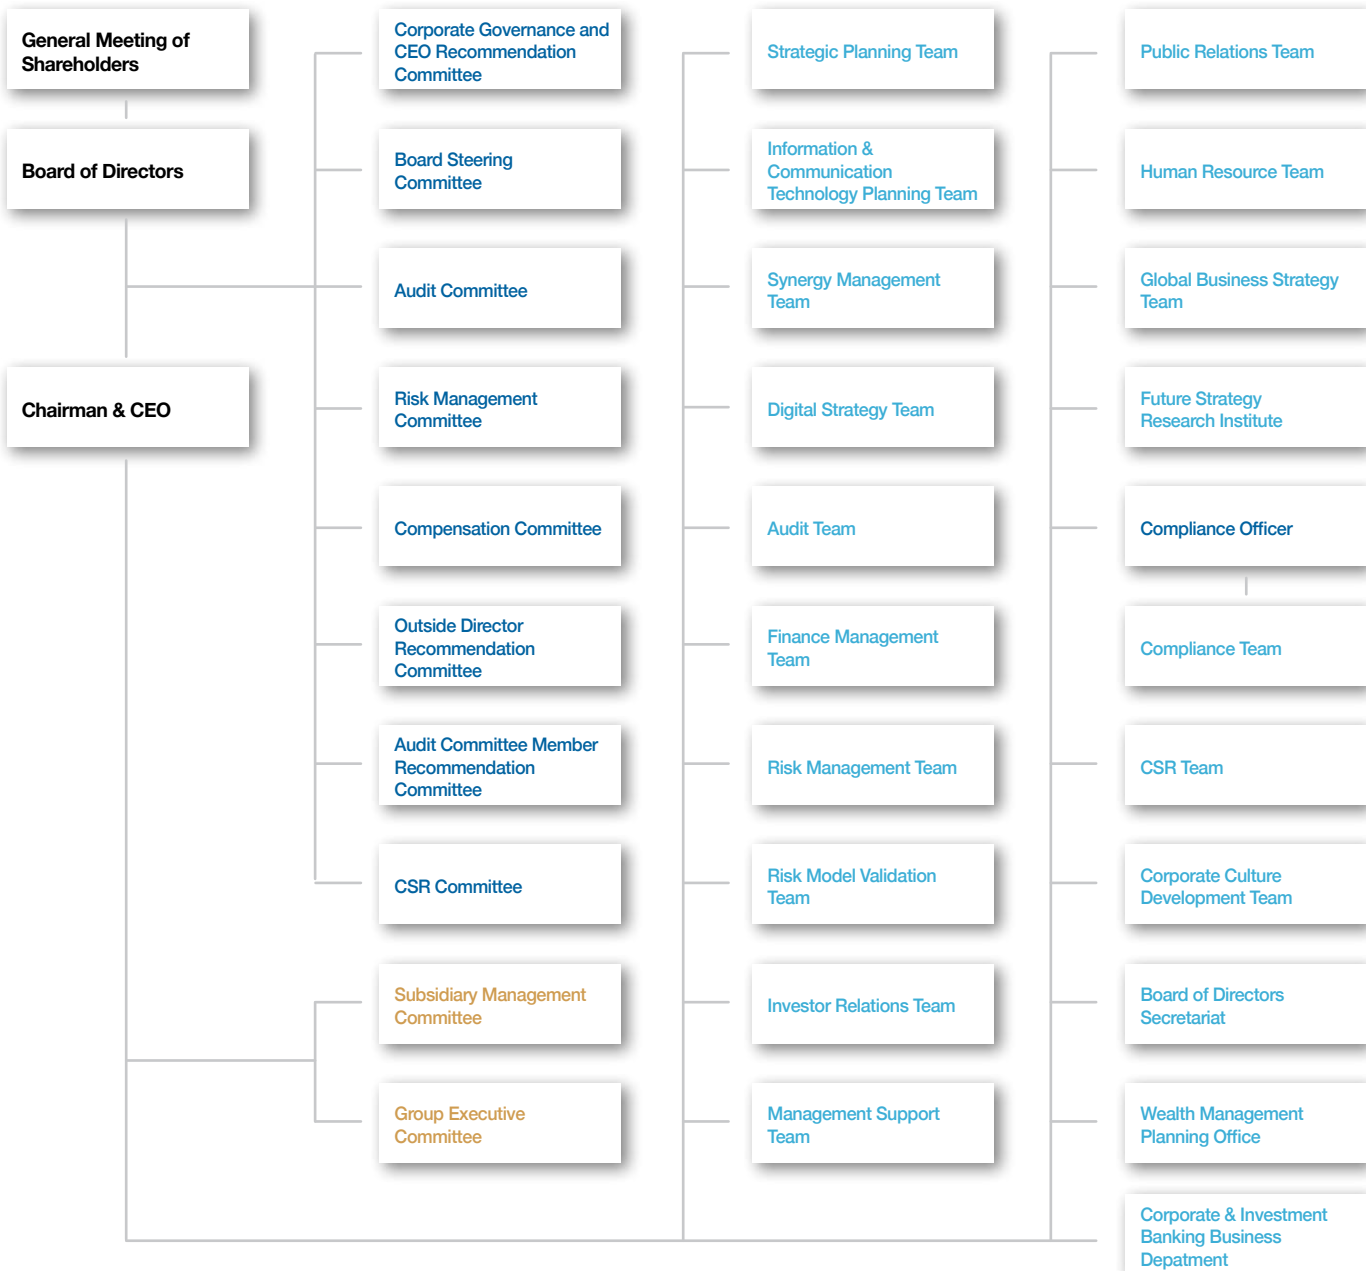 General Meeting of
Shareholders
Board of Directors
Chairman & CEO
Corporate Governance and
CEO Recommendation
Committee
Board Steering
Committee
Audit Committee
Risk Management
Committee
Compensation Committee
Outside Director
Recommendation
Committee
Audit Committee Member
Recommendation
Committee
CSR Committee
Subsidiary Management
Committee
Group Executive
Committee
Strategic Planning Team
Information &
Communication
Technology Planning Team
Synergy Management
Team
Digital Strategy Team
Audit Team
Finance Management
Team
Risk Management Team
Risk Model Validation
Team
Investor Relations Team
Management Support
Team
Public Relations Team
Human Resource Team
Global Business Strategy
Team
Future Strategy
Research Institute
Compliance Officer
Compliance Team
CSR Team
Corporate Culture
Development Team
Board of Directors
Secretariat
Wealth Management
Planning Office
Corporate & Investment
Banking Business
Depatment